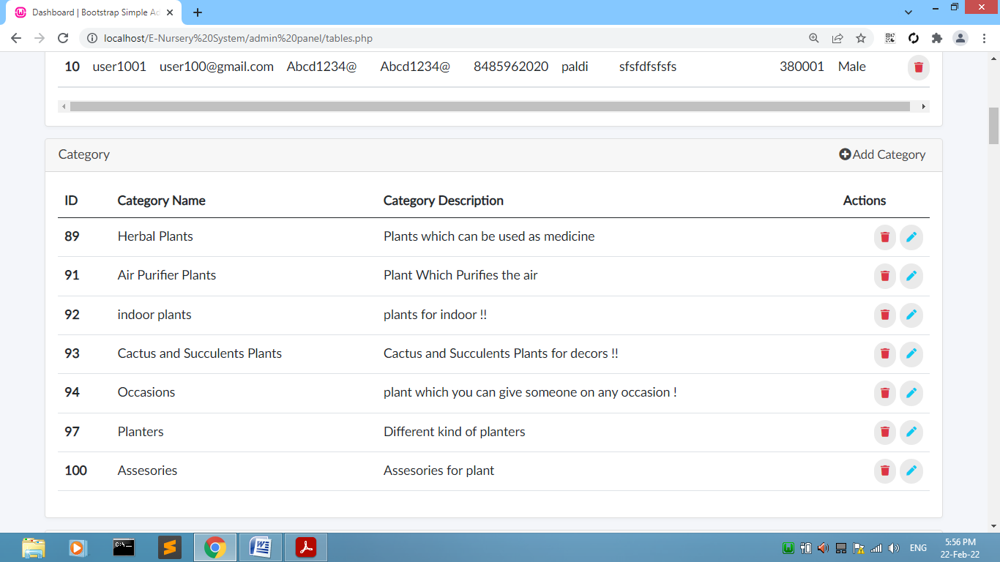 Dashboard | Bootstrap Simple Ad
localhost/E-Nursery%20System/admin%20panel/tables.php
10 user1001 user100@gmail.com Abcd1234@ Abcd1234@ 8485962020 paldi sfsfdfsfsfs 380001 Male
Category Add Category
ID Category Name Category Description Actions
89 Herbal Plants Plants which can be used as medicine
91 Air Purifier Plants Plant Which Purifies the air
92 indoor plants plants for indoor !!
93 Cactus and Succulents Plants Cactus and Succulents Plants for decors !!
94 Occasions plant which you can give someone on any occasion !
97 Planters Different kind of planters
100 Assesories Assesories for plant
ENG
5:56 PM
22-Feb-22